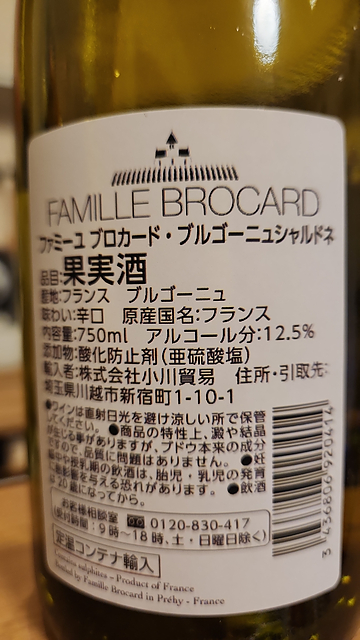 FAMILLE BROCARD
ファミーユ ブロカード・ブルゴーニュシャルドネ
品目:果実酒
産地:フランス ブルゴーニュ
味わい:辛口 原産国名:フランス
内容量:750ml アルコール分:12.5%
添加物:酸化防止剤(亜硫酸塩)
輸入者:株式会社小川貿易 住所・引取先:
埼玉県川越市新宿町1-10-1
●ワインは直射日光を避け涼しい所で保管
してください。●商品の特性上、澱や結晶
が生じる事がありますが、ブドウ本来の成分
ですので、品質に問題はありません。●妊
娠中や授乳期の飲酒は、胎児・乳児の発育
に悪影響を与える恐れがあります。●飲酒
は20歳になってから。
お客様相談室 0120-830-417
(受付時間:9時〜18時、土・日曜日除く)
定温コンテナ輸入
Contains sulphites - Product of France
Bottled by Famille Brocard in Préhy - France
3 436806 920414